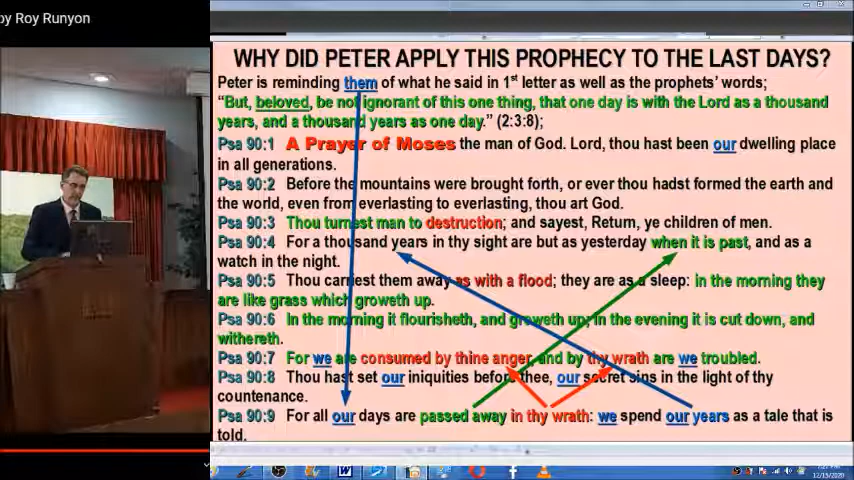 by Roy Runyon
WHY DID PETER APPLY THIS PROPHECY TO THE LAST DAYS?
Peter is reminding them of what he said in 1st letter as well as the prophets' words;
"But, beloved, be not ignorant of this one thing, that one day is with the Lord as a thousand
years, and a thousand years as one day." (2:3:8);
Psa 90:1 A Prayer of Moses the man of God. Lord, thou hast been our dwelling place
in all generations.
Psa 90:2 Before the mountains were brought forth, or ever thou hadst formed the earth and
the world, even from everlasting to everlasting, thou art God.
Psa 90:3 Thou turnest man to destruction; and sayest, Return, ye children of men.
Psa 90:4 For a thousand years in thy sight are but as yesterday when it is past, and as a
watch in the night.
Psa 90:5 Thou carriest them away as with a flood; they are as a sleep: in the morning they
are like grass which groweth up.
Psa 90:6 In the morning it flourisheth, and groweth up; in the evening it is cut down, and
withereth.
Psa 90:7 For we are consumed by thine anger, and by thy wrath are we troubled.
Psa 90:8 Thou hast set our iniquities before thee, our secret sins in the light of thy
countenance.
Psa 90:9 For all our days are passed away in thy wrath: we spend our years as a tale that is
told.
12/15/2020